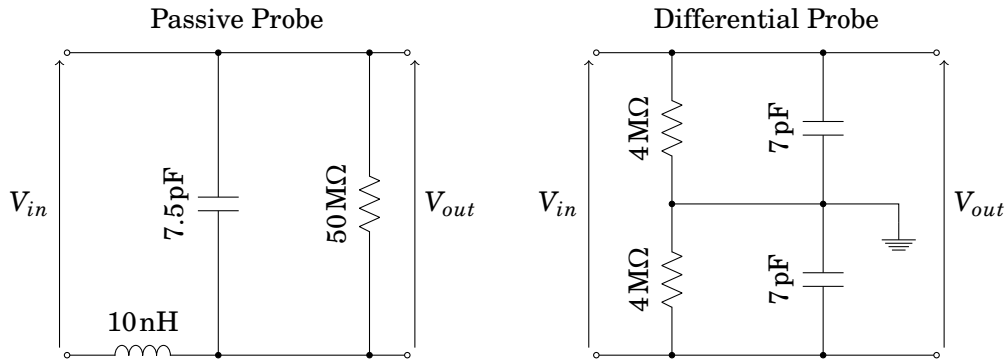 Passive Probe
V_in
7.5pF
50MΩ
V_out
10nH
Differential Probe
V_in
4MΩ
7pF
4MΩ
7pF
V_out